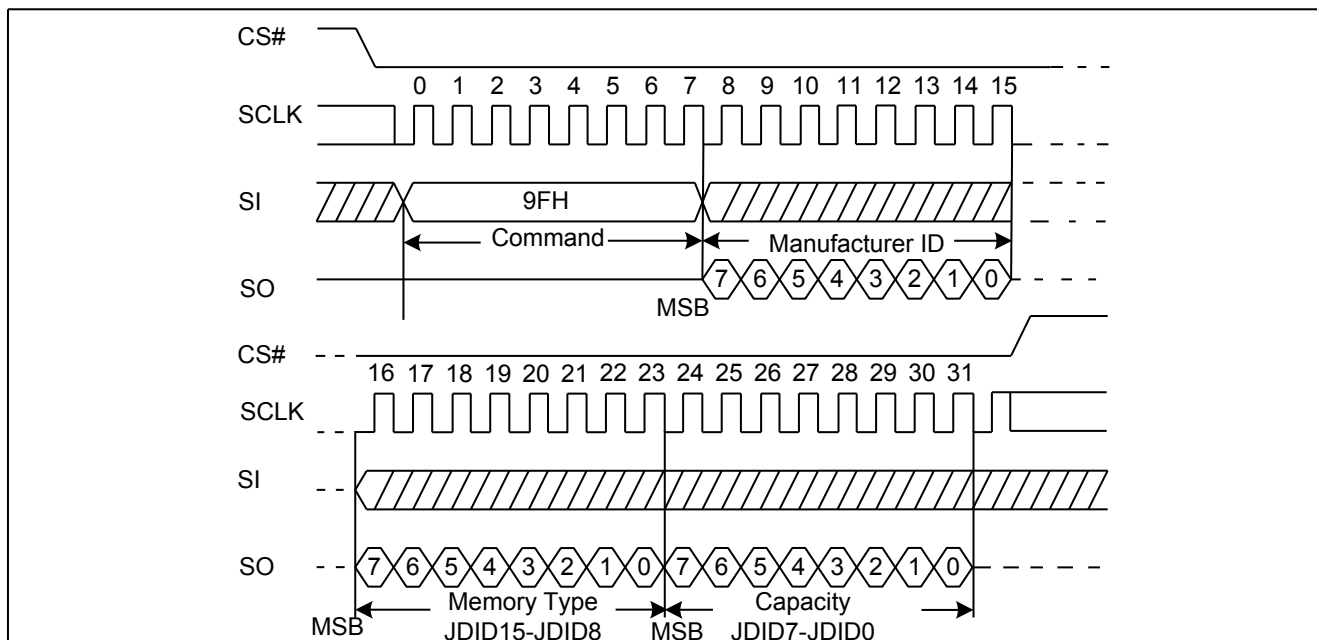 CS#
0 1 2 3 4 5 6 7 8 9 10 11 12 13 14 15
SCLK
SI 9FH
Command Manufacturer ID
SO 7 6 5 4 3 2 1 0
MSB
CS#
16 17 18 19 20 21 22 23 24 25 26 27 28 29 30 31
SCLK
SI
SO 7 6 5 4 3 2 1 0 7 6 5 4 3 2 1 0
Memory Type Capacity
MSB JDID15-JDID8 MSB JDID7-JDID0